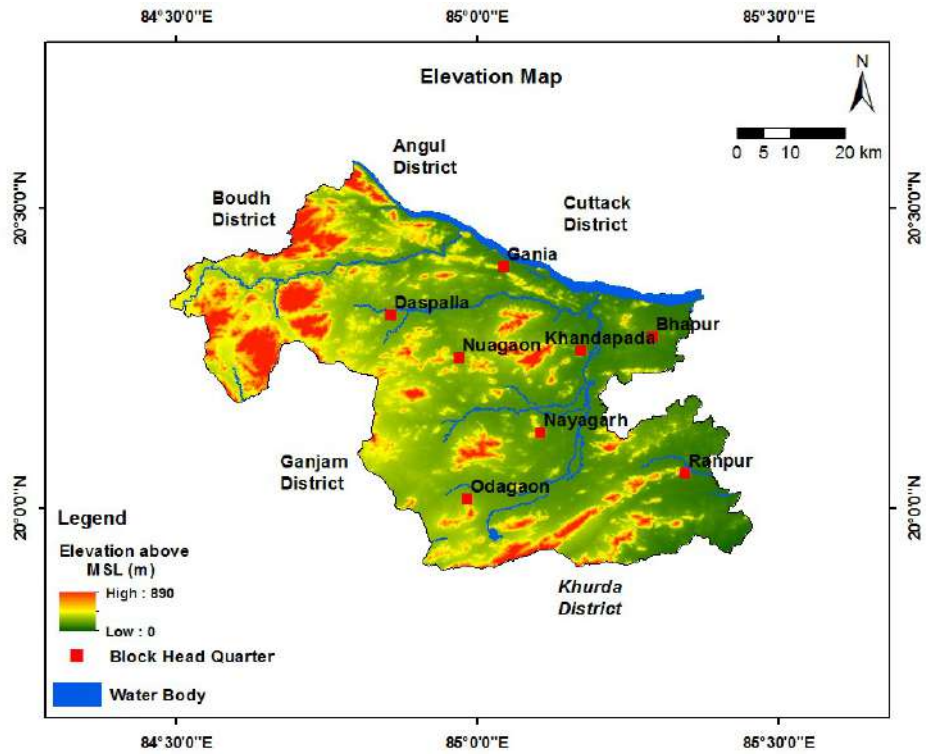 84°30'0"E
85°0'0"E
85°30'0"E
Elevation Map
N
0 5 10 20 km
Angul
District
Boudh
District
Cuttack
District
20°30'0"N
20°30'0"N
Gania
Daspalla
Bhapur
Khandapada
Nuagaon
Nayagarh
Ranpur
Ganjam
District
Odagaon
20°0'0"N
20°0'0"N
Khurda
District
Legend
Elevation above
MSL (m)
High : 890
Low : 0
Block Head Quarter
Water Body
84°30'0"E
85°0'0"E
85°30'0"E